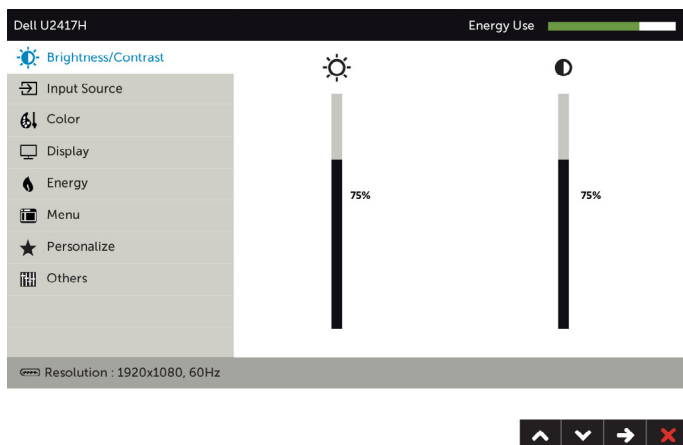 Dell U2417H
Energy Use
Brightness/Contrast
Input Source
Color
Display
Energy
Menu
Personalize
Others
75%
75%
Resolution : 1920x1080, 60Hz